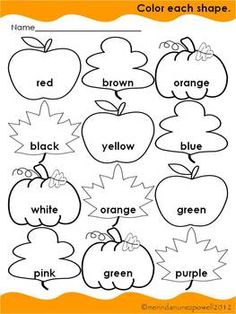 Color each shape.
Name
red brown orange
black yellow blue
white orange green
pink green purple